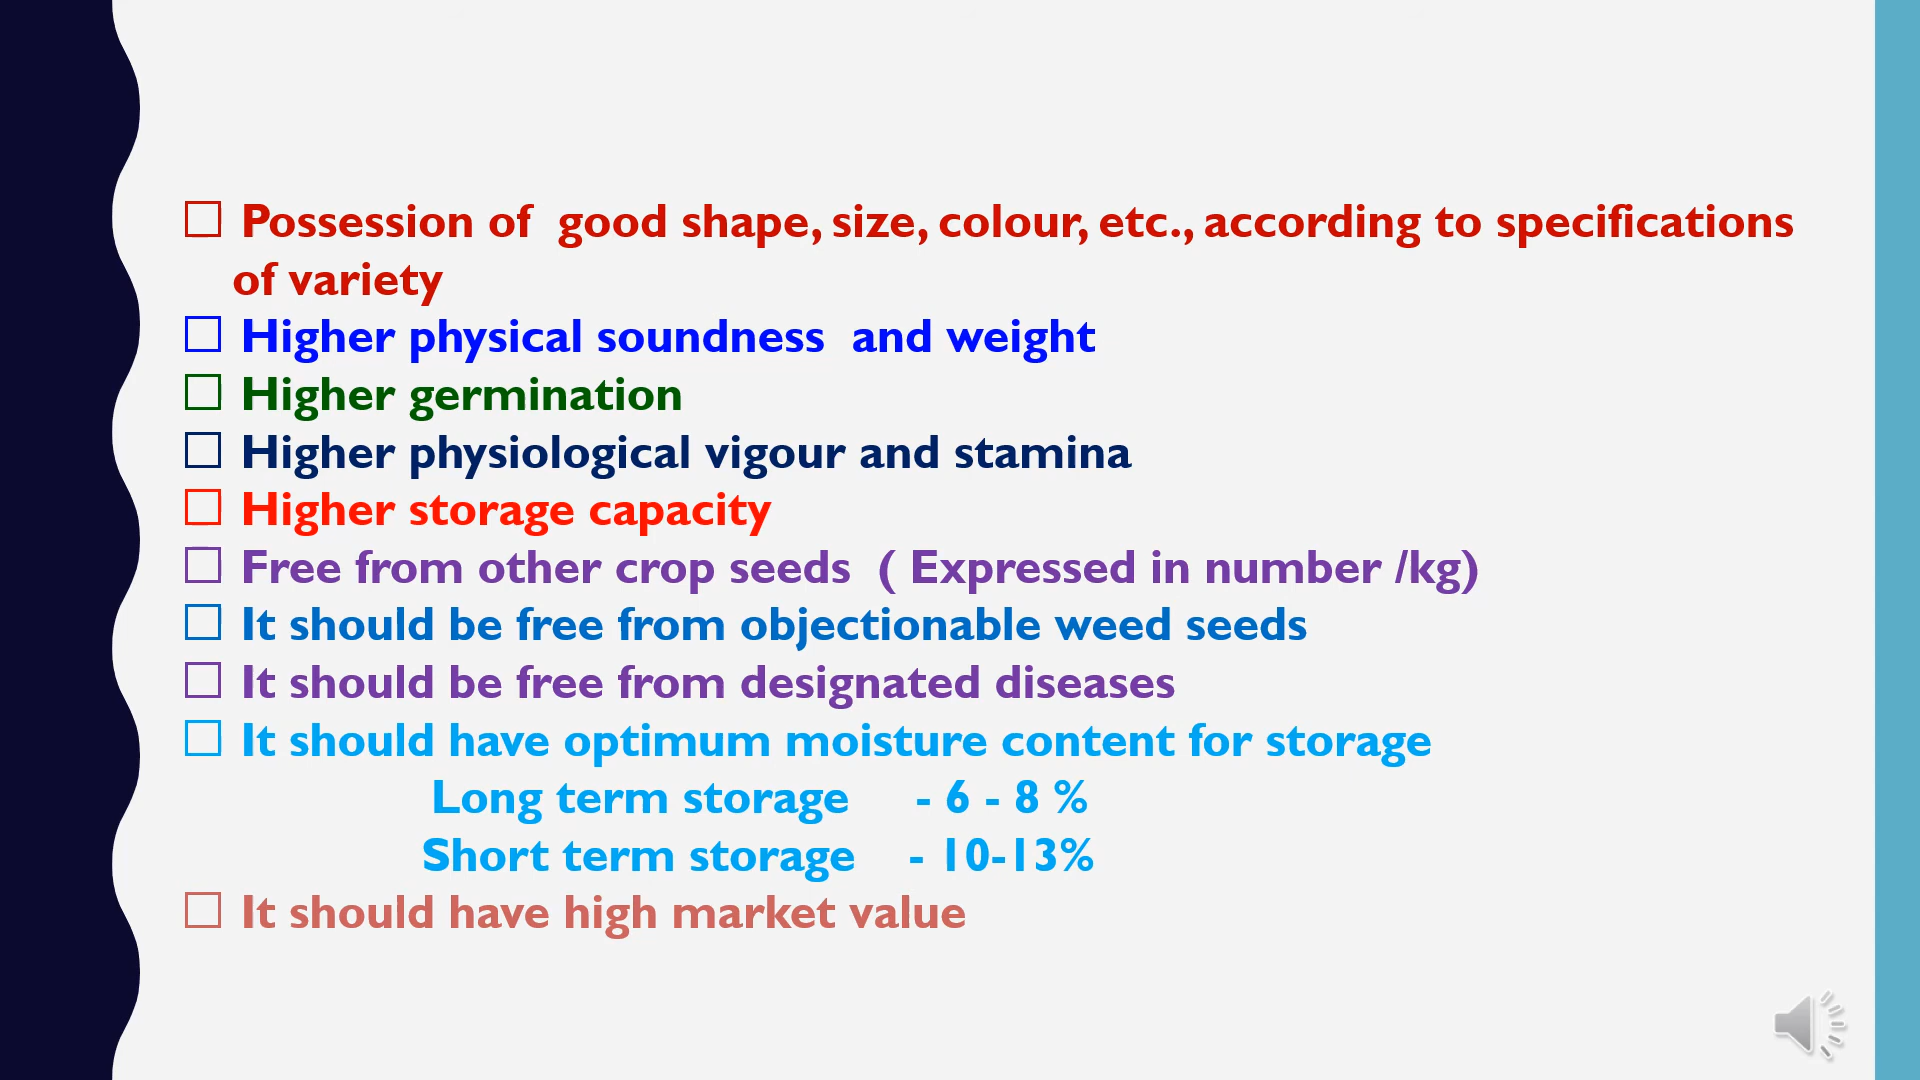 ☐ Possession of  good shape, size, colour, etc., according to specifications
of variety
☐ Higher physical soundness  and weight
☐ Higher germination
☐ Higher physiological vigour and stamina
☐ Higher storage capacity
☐ Free from other crop seeds  ( Expressed in number /kg)
☐ It should be free from objectionable weed seeds
☐ It should be free from designated diseases
☐ It should have optimum moisture content for storage
Long term storage - 6 - 8 %
Short term storage - 10-13%
☐ It should have high market value